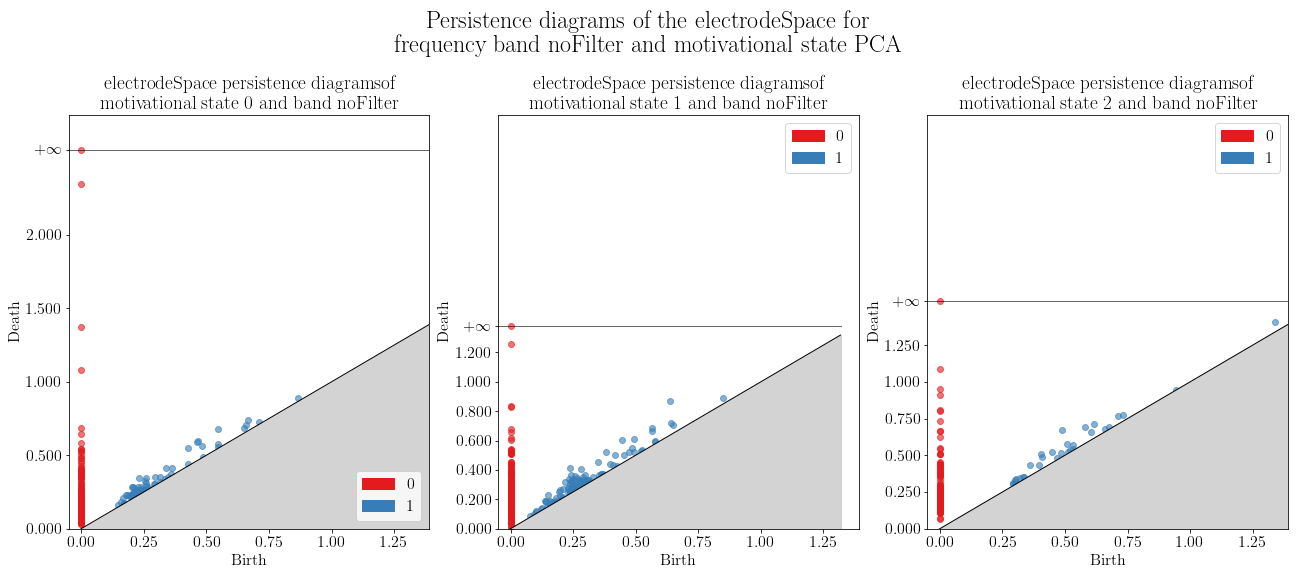 Persistence diagrams of the electrodeSpace for
frequency band noFilter and motivational state PCA
electrodeSpace persistence diagramsof
motivational state 0 and band noFilter
+∞
2.000
1.500
1.000
0.500
0.000
Death
0.00 0.25 0.50 0.75 1.00 1.25
Birth
0
1
electrodeSpace persistence diagramsof
motivational state 1 and band noFilter
0
1
+∞
1.200
1.000
0.800
0.600
0.400
0.200
0.000
Death
0.00 0.25 0.50 0.75 1.00 1.25
Birth
electrodeSpace persistence diagramsof
motivational state 2 and band noFilter
0
1
+∞
1.250
1.000
0.750
0.500
0.250
0.000
Death
0.00 0.25 0.50 0.75 1.00 1.25
Birth